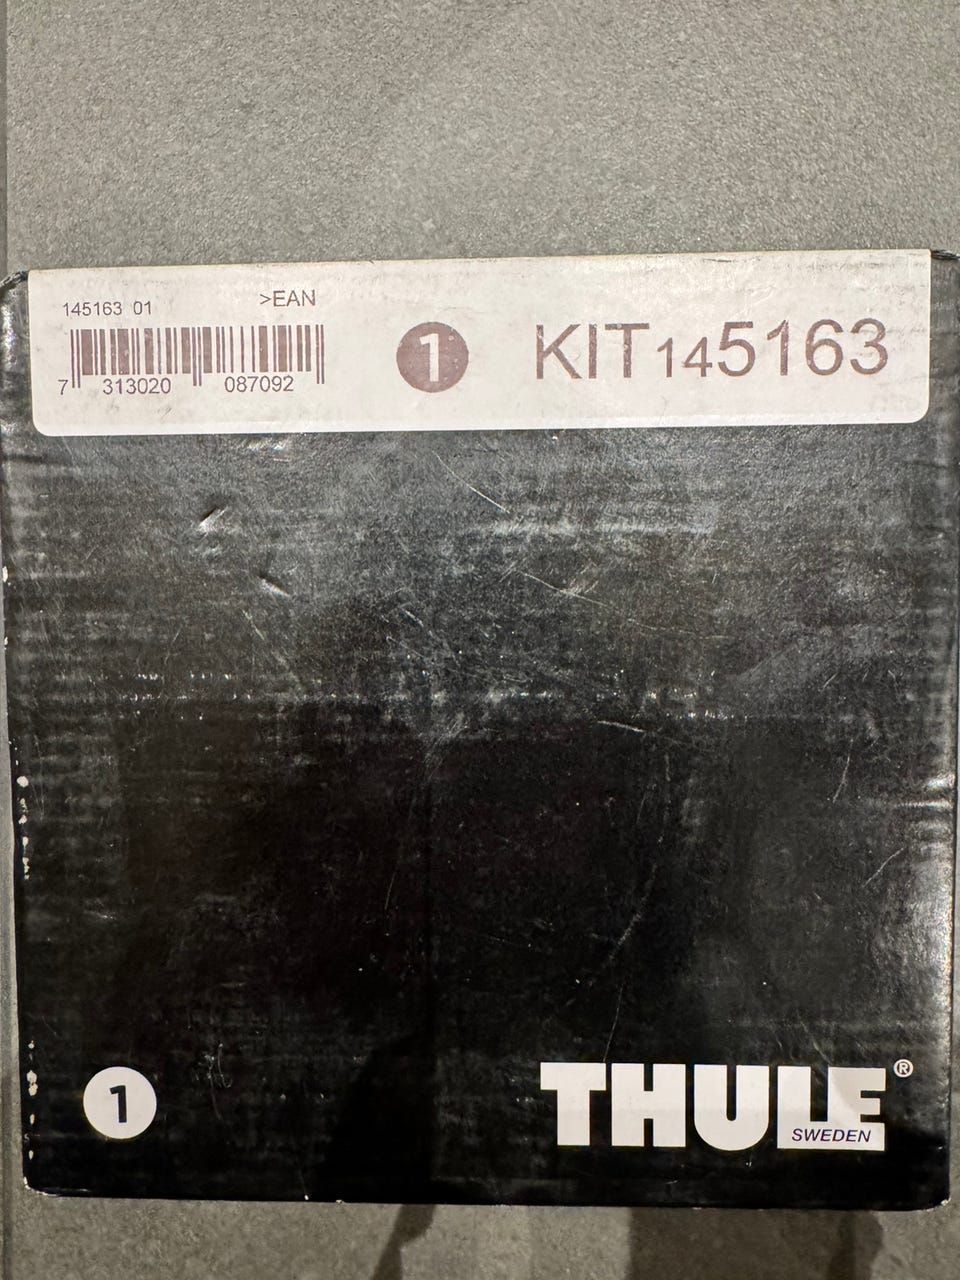 145163 01 >EAN
7 313020 087092
1 KIT145163
1
THULE®
SWEDEN